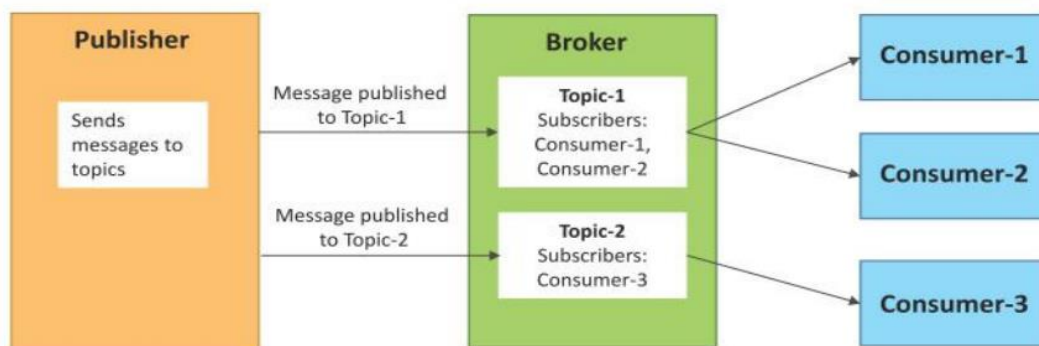 Publisher
Sends
messages to
topics
Message published
to Topic-1
Message published
to Topic-2
Broker
Topic-1
Subscribers:
Consumer-1,
Consumer-2
Topic-2
Subscribers:
Consumer-3
Consumer-1
Consumer-2
Consumer-3